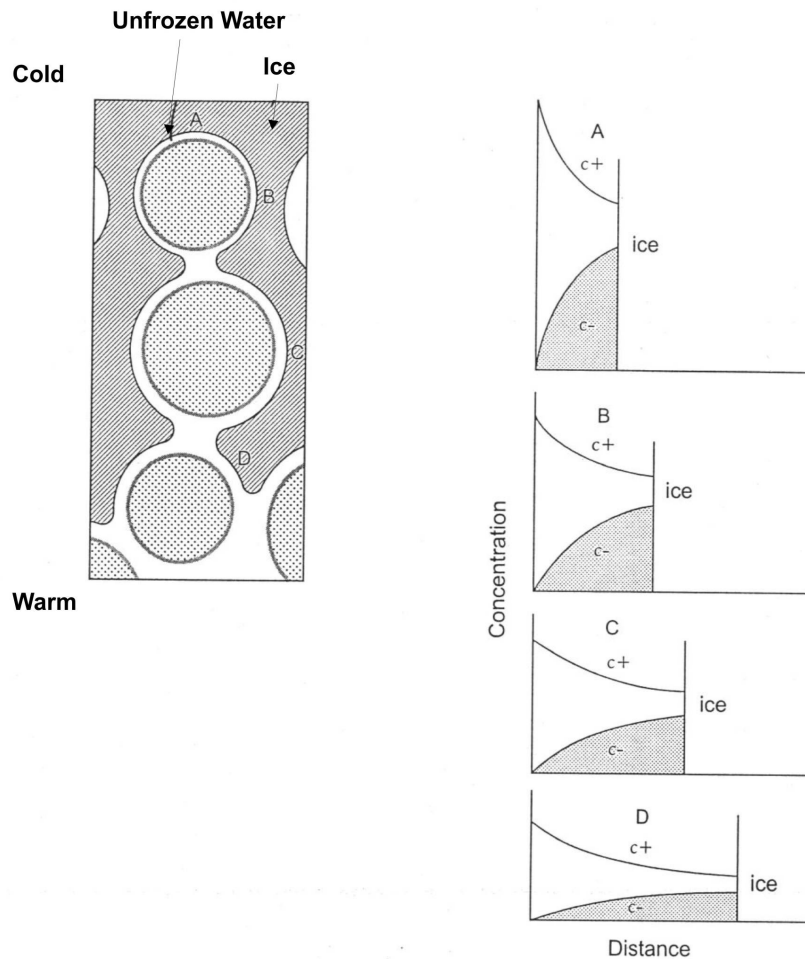 Unfrozen Water
Cold
Ice
A
B
C
D
Warm
A
c+
ice
c-
B
c+
ice
c-
Concentration
C
c+
ice
c-
D
c+
ice
c-
Distance